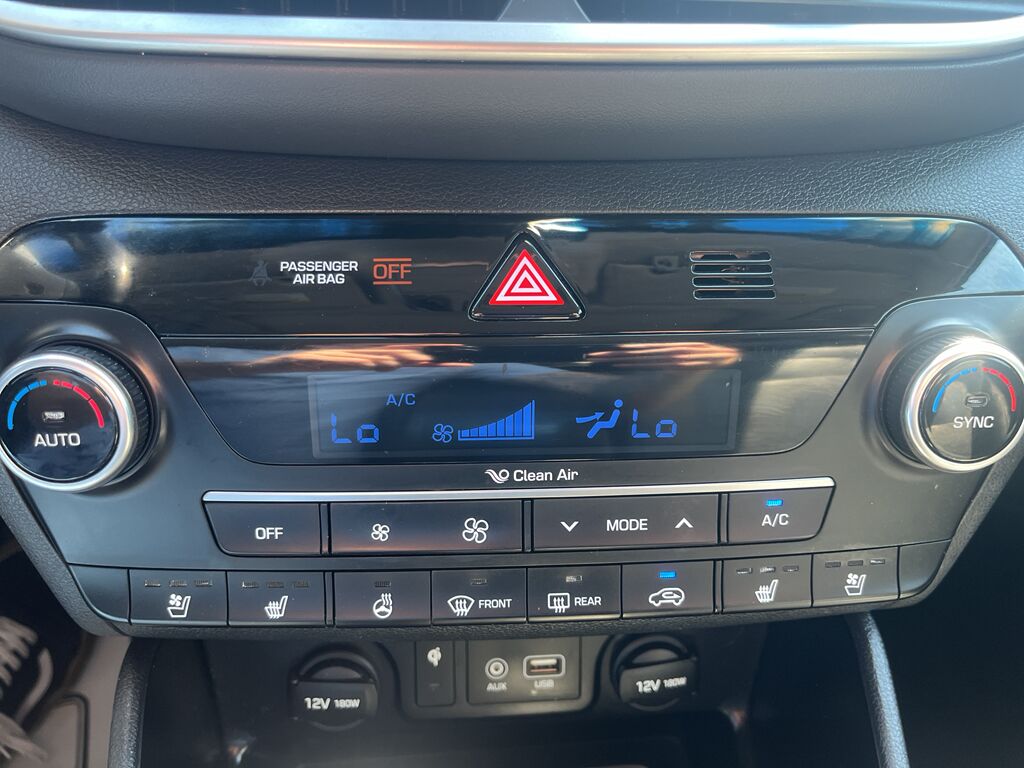 PASSENGER
AIR BAG
OFF
A/C
Lo
Lo
AUTO
SYNC
Clean Air
OFF
MODE
A/C
FRONT
REAR
12V 180W
AUX
USB
12V 180W